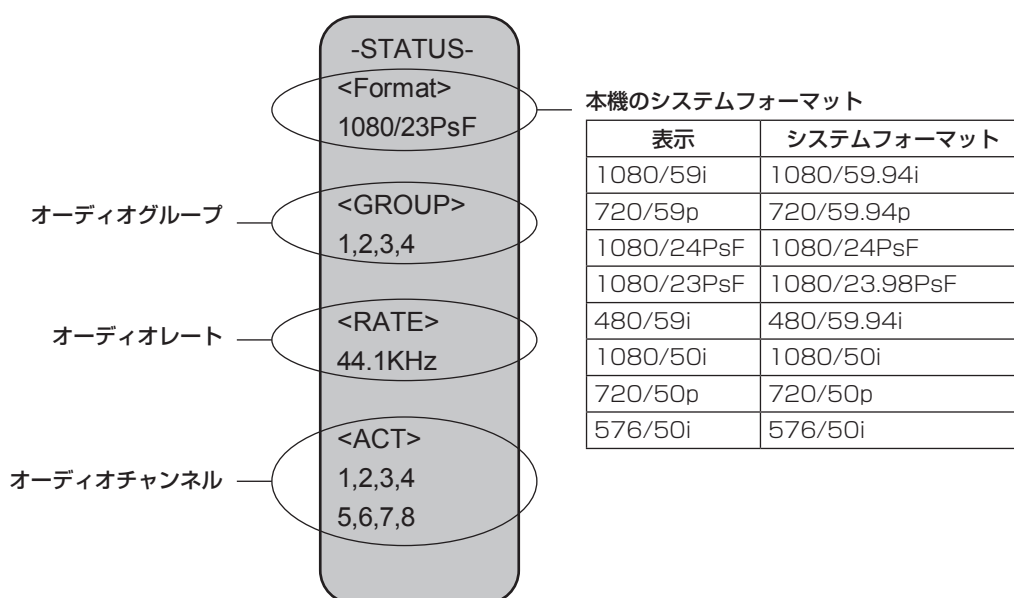 -STATUS-
<Format>
1080/23PsF
オーディオグループ
<GROUP>
1,2,3,4
オーディオレート
<RATE>
44.1KHz
オーディオチャンネル
<ACT>
1,2,3,4
5,6,7,8
本機のシステムフォーマット
表示 システムフォーマット
1080/59i 1080/59.94i
720/59p 720/59.94p
1080/24PsF 1080/24PsF
1080/23PsF 1080/23.98PsF
480/59i 480/59.94i
1080/50i 1080/50i
720/50p 720/50p
576/50i 576/50i